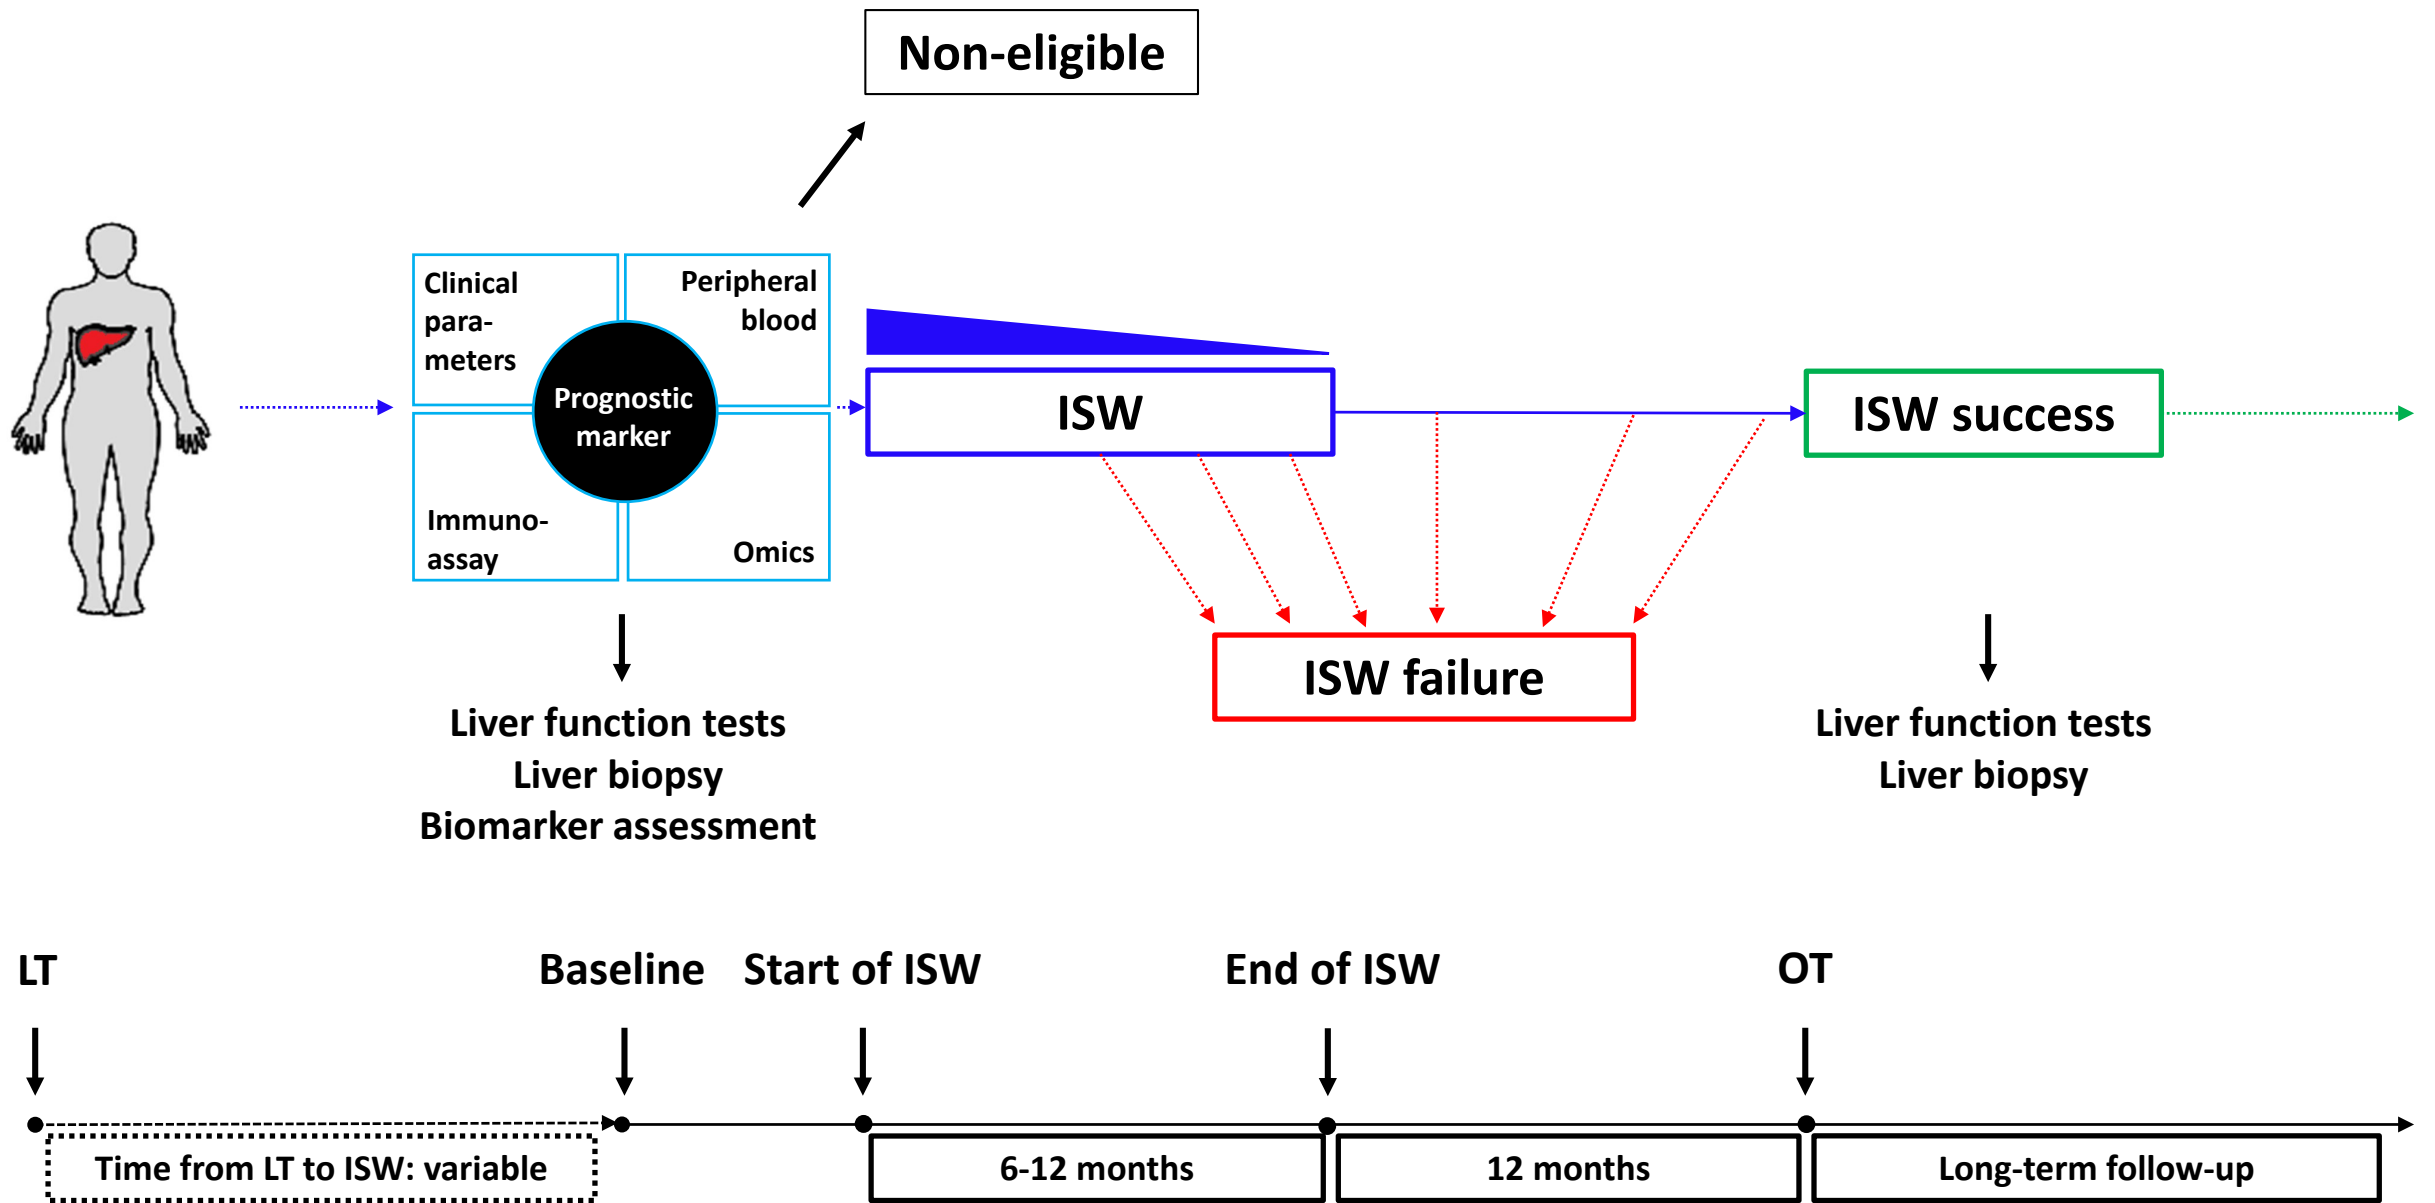 Non-eligible
Clinical
para-
meters
Peripheral
blood
Prognostic
marker
Immuno-
assay
Omics
ISW
ISW success
ISW failure
Liver function tests
Liver biopsy
Biomarker assessment
Liver function tests
Liver biopsy
LT
Baseline
Start of ISW
End of ISW
OT
Time from LT to ISW: variable
6-12 months
12 months
Long-term follow-up